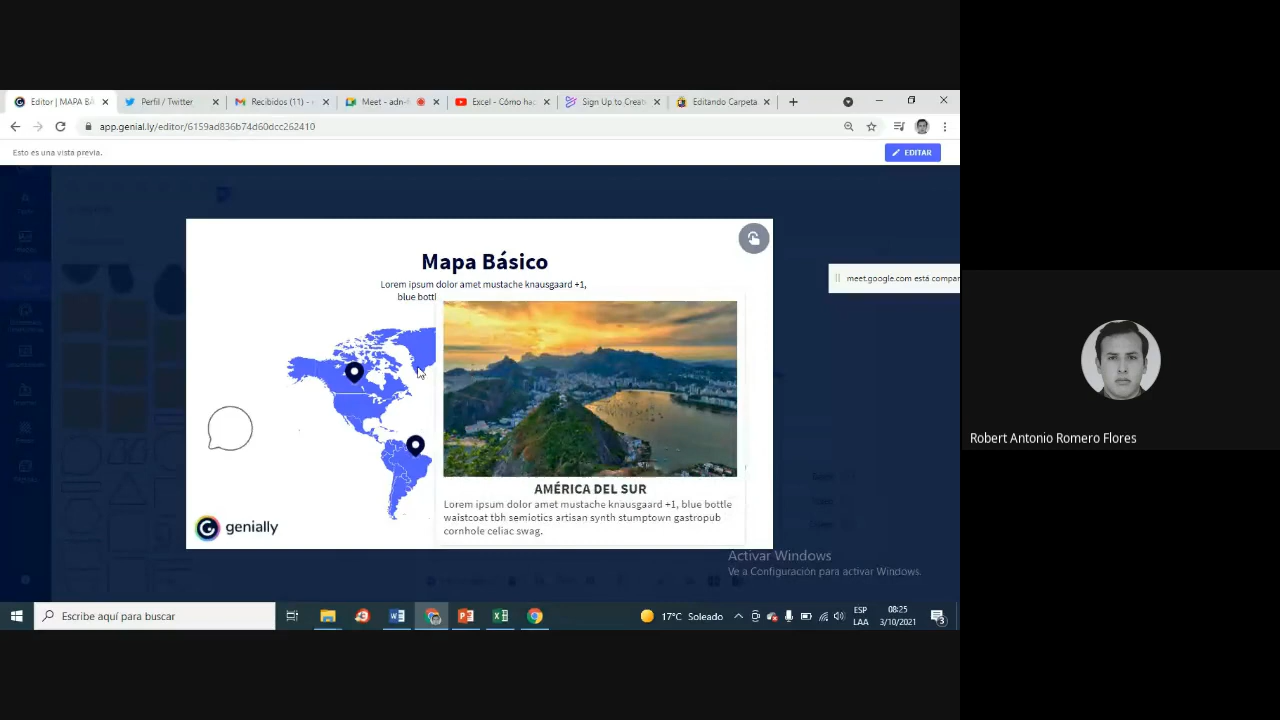 Editor | MAPA BÁ
Perfil / Twitter
Recibidos (11) -
Meet - adn-
Excel - Cómo ha
Sign Up to Creat
Editando Carpeta
app.genial.ly/editor/6159ad836b74d60dcc262410
Esto es una vista previa.
EDITAR
Mapa Básico
Lorem ipsum dolor amet mustache knausgaard +1,
blue bottl
meet.google.com está compar
AMÉRICA DEL SUR
Lorem ipsum dolor amet mustache knausgaard +1, blue bottle
waistcoat tbh semiotics artisan synth stumptown gastropub
cornhole celiac swag.
genially
Activar Windows
Ve a Configuración para activar Windows.
Robert Antonio Romero Flores
Escribe aquí para buscar
17°C Soleado
ESP
LAA
08:25
3/10/2021
3